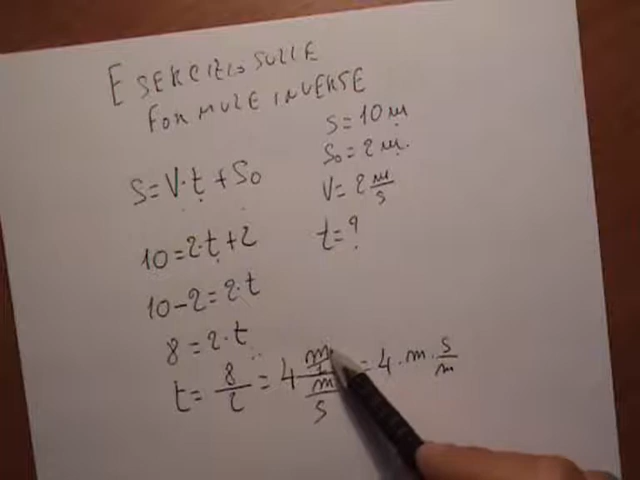 ESERCIZIO SULLE
FORMULE INVERSE
S = 10 m
S₀ = 2 m.
V = 2 m/s
t = ?
S = V·t + S₀
10 = 2·t + 2
10 - 2 = 2·t
8 = 2·t
t = 8/2 = 4 m/1 / m/s = 4·m·s/m